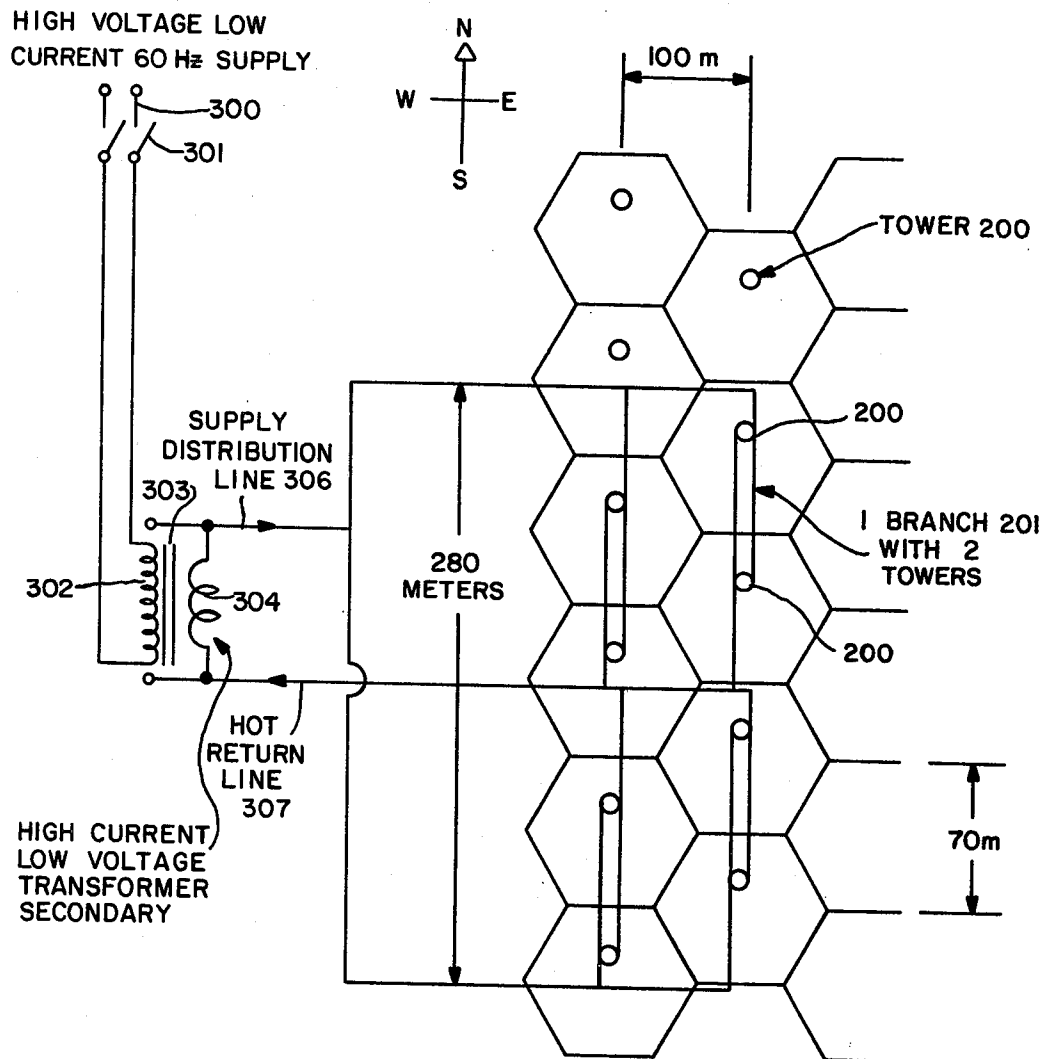 HIGH VOLTAGE LOW
CURRENT 60 Hz SUPPLY
300
301
N
W
E
S
100 m
TOWER 200
SUPPLY
DISTRIBUTION
LINE 306
303
302
304
280
METERS
200
1 BRANCH 201
WITH 2
TOWERS
200
HOT
RETURN
LINE
307
HIGH CURRENT
LOW VOLTAGE
TRANSFORMER
SECONDARY
70m